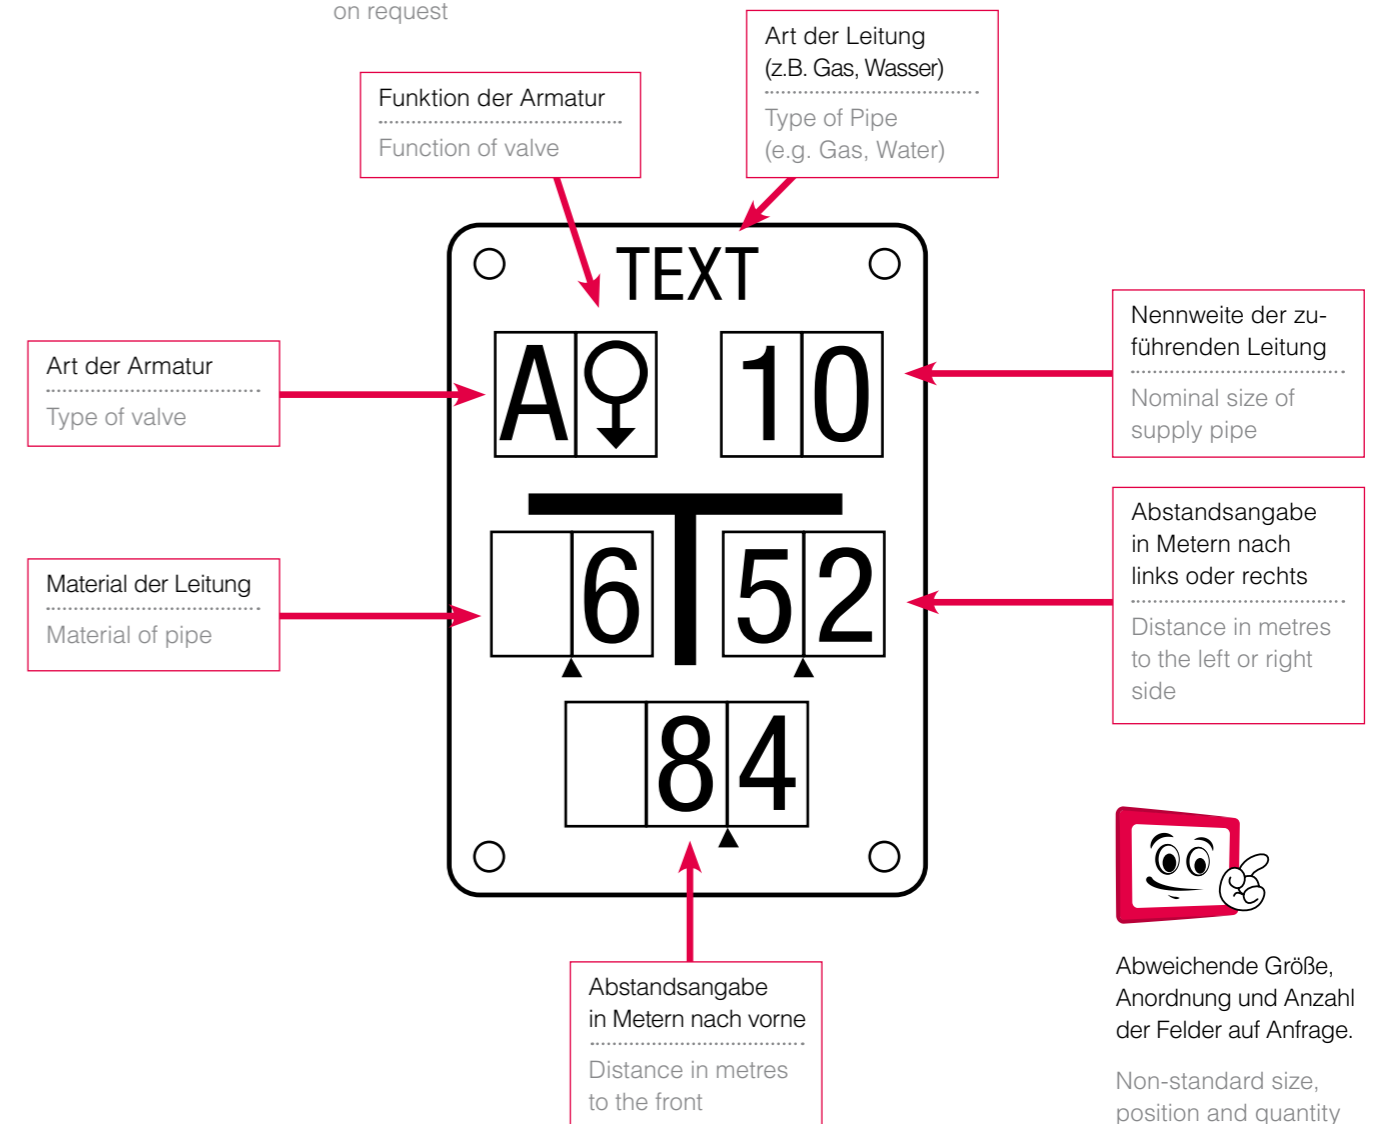 on request
Art der Leitung
(z.B. Gas, Wasser)
Type of Pipe
(e.g. Gas, Water)
Funktion der Armatur
Function of valve
TEXT
A 10
Art der Armatur
Type of valve
Nennweite der zu-
führenden Leitung
Nominal size of
supply pipe
T
6 52
Material der Leitung
Material of pipe
Abstandsangabe
in Metern nach
links oder rechts
Distance in metres
to the left or right
side
84
Abstandsangabe
in Metern nach vorne
Distance in metres
to the front
Abweichende Größe,
Anordnung und Anzahl
der Felder auf Anfrage.
Non-standard size,
position and quantity